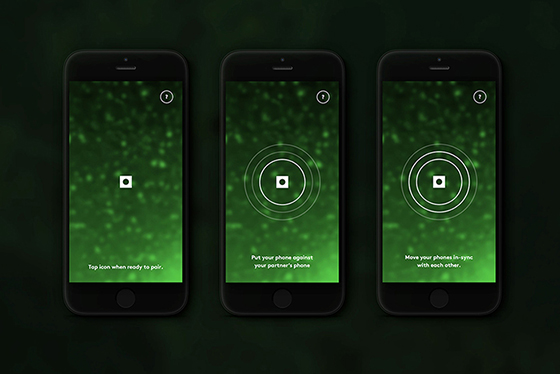 ?
Tap icon when ready to pair.
?
Put your phone against
your partner's phone
?
Move your phones in-sync
with each other.